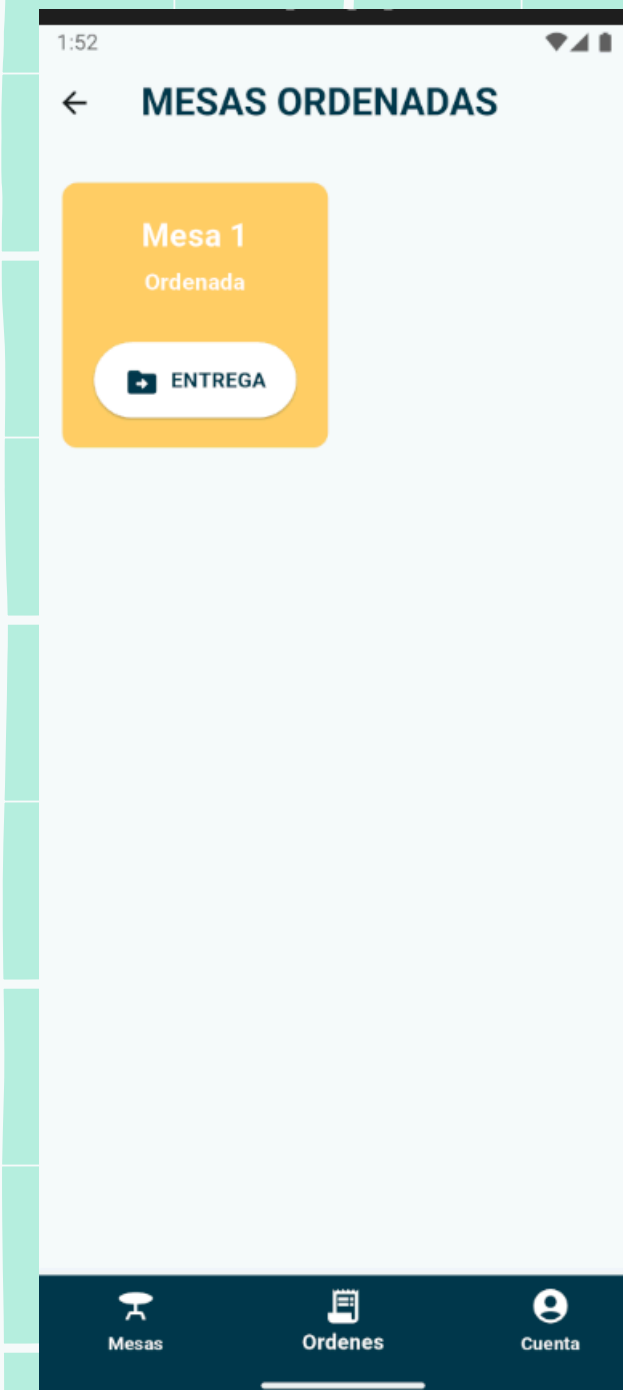 1:52
MESAS ORDENADAS
Mesa 1
Ordenada
ENTREGA
Mesas
Ordenes
Cuenta